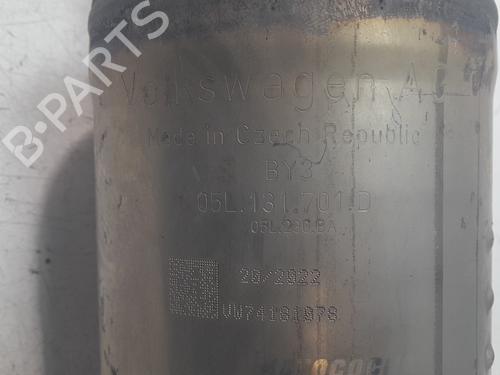 B-PARTS
Volkswagen AG
Made in Czech Republic
BY3
05L.131.701.D
05L.230.BA
20/2022
VW74181078